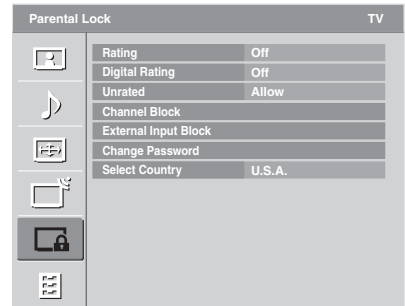 Parental Lock TV
Rating Off
Digital Rating Off
Unrated Allow
Channel Block
External Input Block
Change Password
Select Country U.S.A.